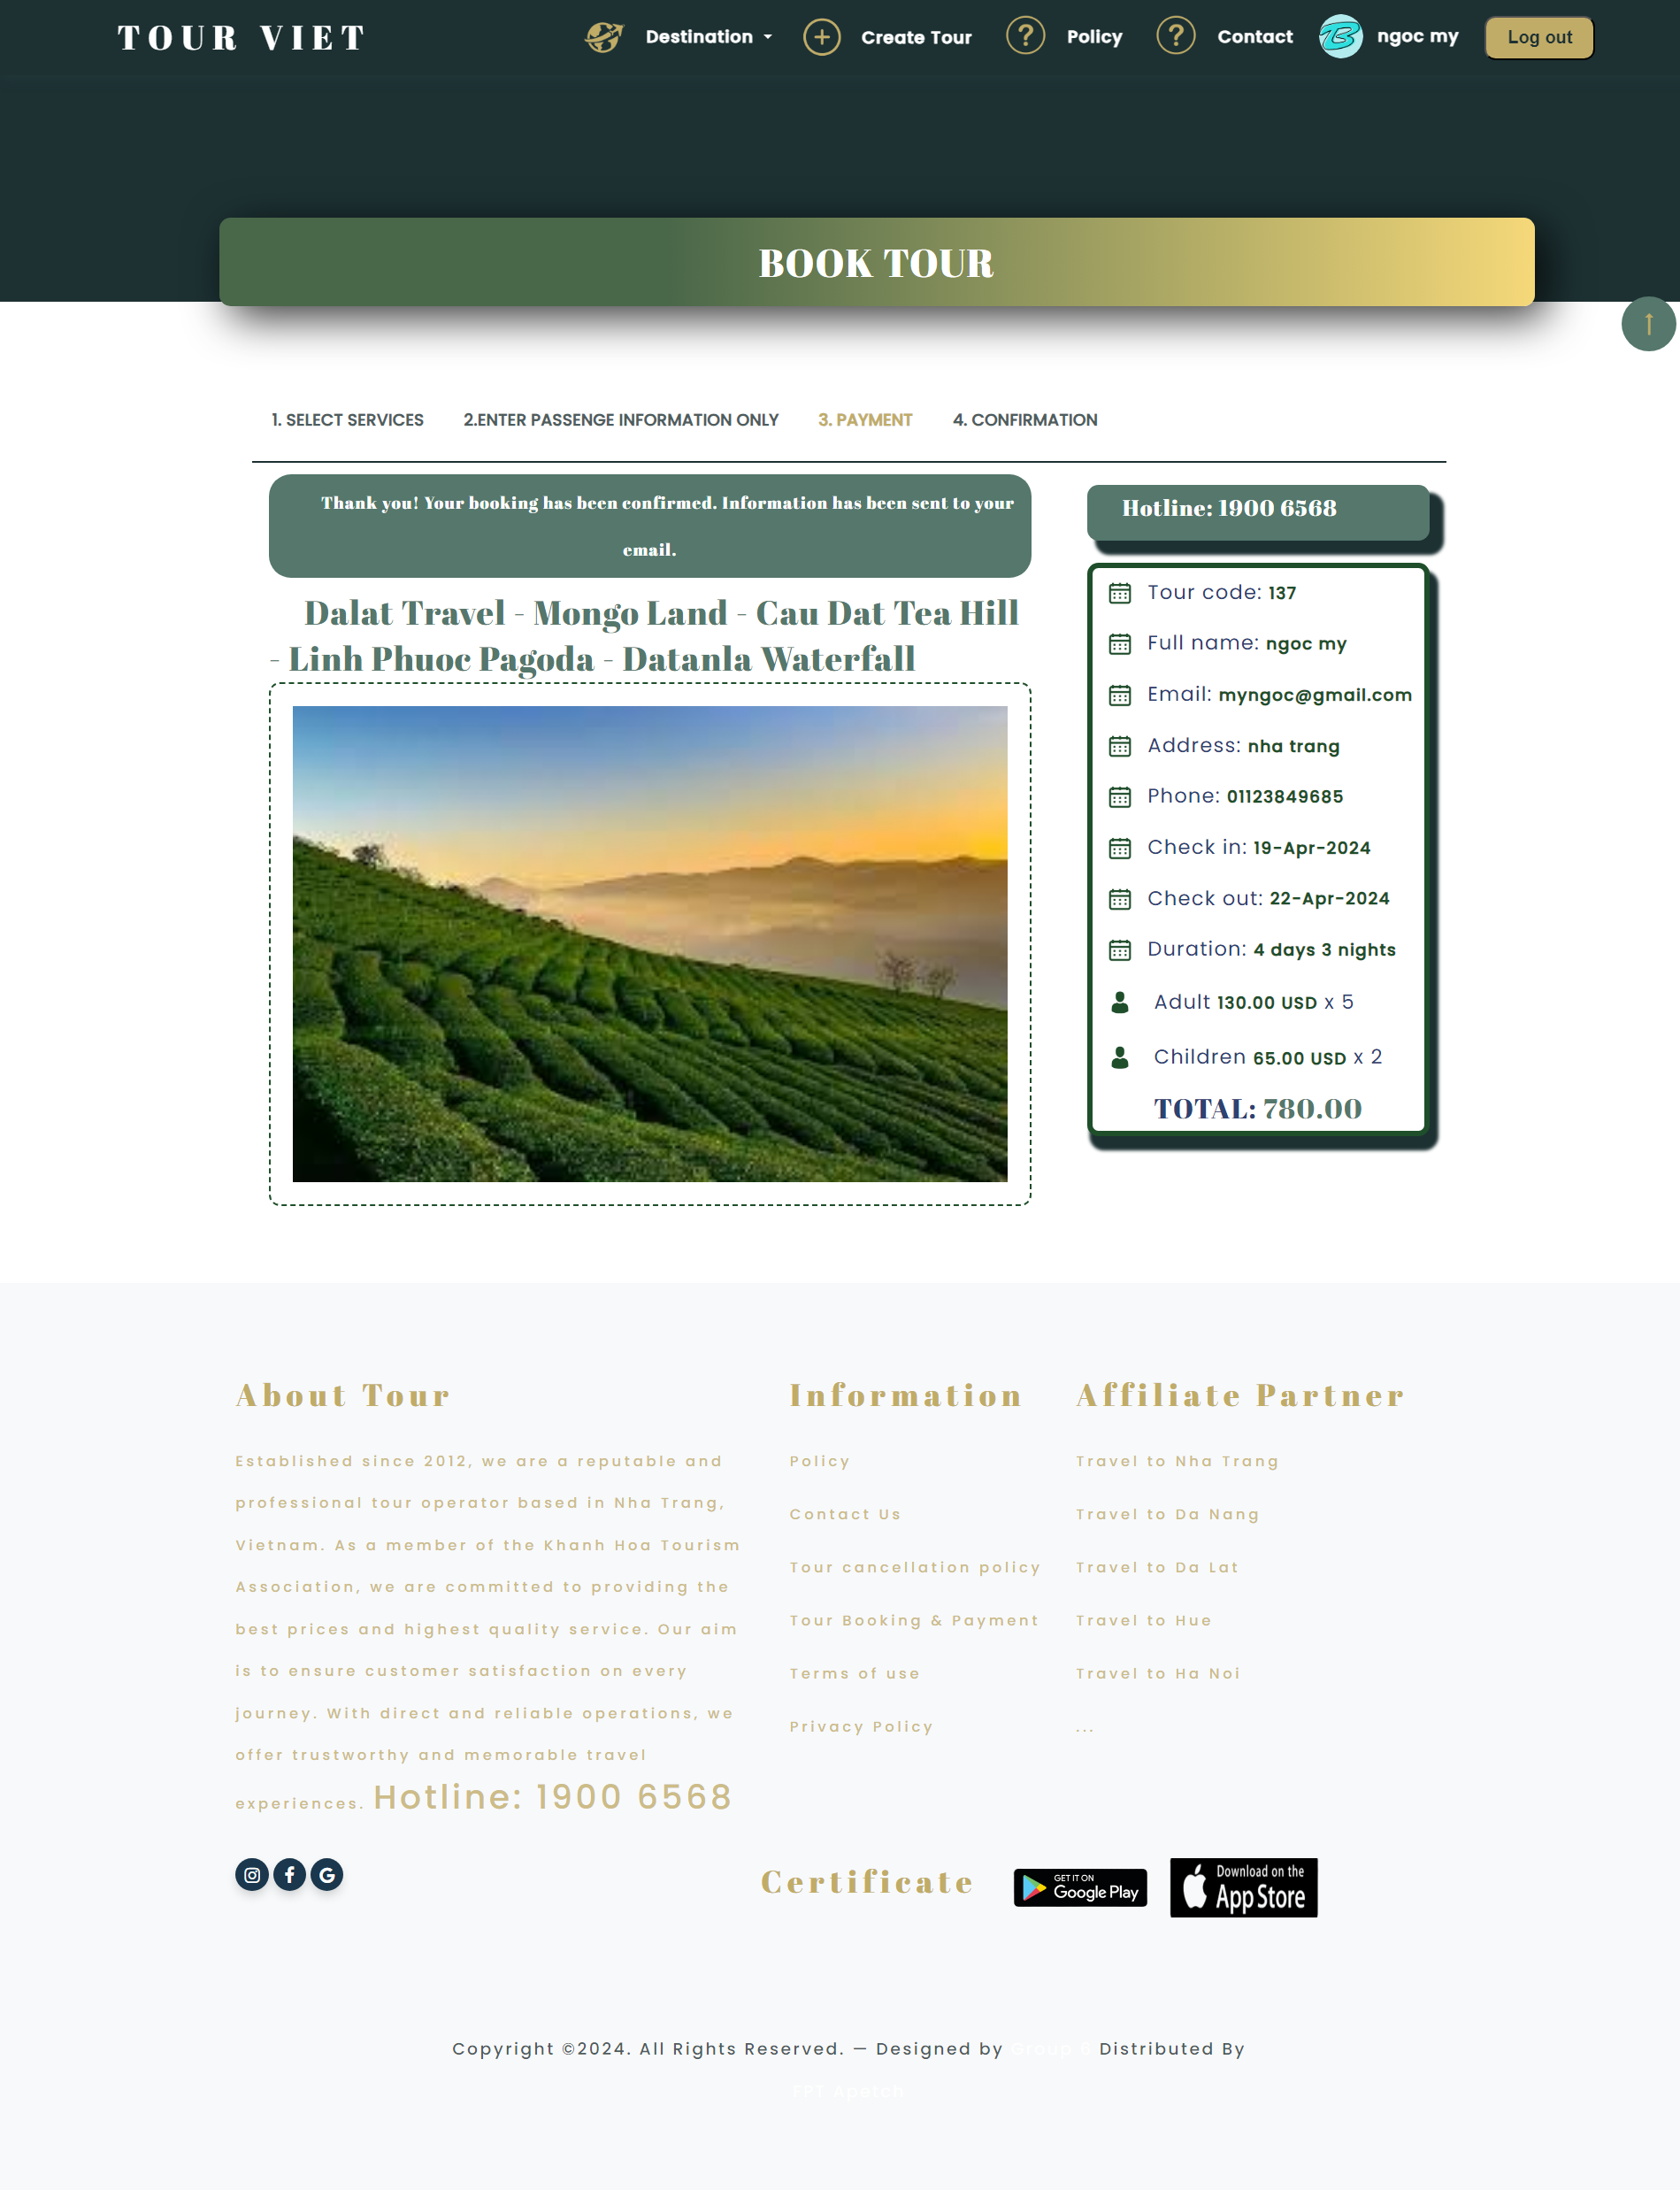 TOUR VIET
Destination
Create Tour
Policy
Contact
ngoc my
Log out
BOOK TOUR
1. SELECT SERVICES
2.ENTER PASSENGE INFORMATION ONLY
3. PAYMENT
4. CONFIRMATION
Thank you! Your booking has been confirmed. Information has been sent to your
email.
Dalat Travel - Mongo Land - Cau Dat Tea Hill
- Linh Phuoc Pagoda - Datanla Waterfall
Hotline: 1900 6568
Tour code: 137
Full name: ngoc my
Email: myngoc@gmail.com
Address: nha trang
Phone: 01123849685
Check in: 19-Apr-2024
Check out: 22-Apr-2024
Duration: 4 days 3 nights
Adult 130.00 USD x 5
Children 65.00 USD x 2
TOTAL: 780.00
About Tour
Established since 2012, we are a reputable and
professional tour operator based in Nha Trang,
Vietnam. As a member of the Khanh Hoa Tourism
Association, we are committed to providing the
best prices and highest quality service. Our aim
is to ensure customer satisfaction on every
journey. With direct and reliable operations, we
offer trustworthy and memorable travel
experiences. Hotline: 1900 6568
Information
Policy
Contact Us
Tour cancellation policy
Tour Booking & Payment
Terms of use
Privacy Policy
Affiliate Partner
Travel to Nha Trang
Travel to Da Nang
Travel to Da Lat
Travel to Hue
Travel to Ha Noi
...
Certificate
GET IT ON
Google Play
Download on the
App Store
Copyright ©2024. All Rights Reserved. — Designed by Distributed By